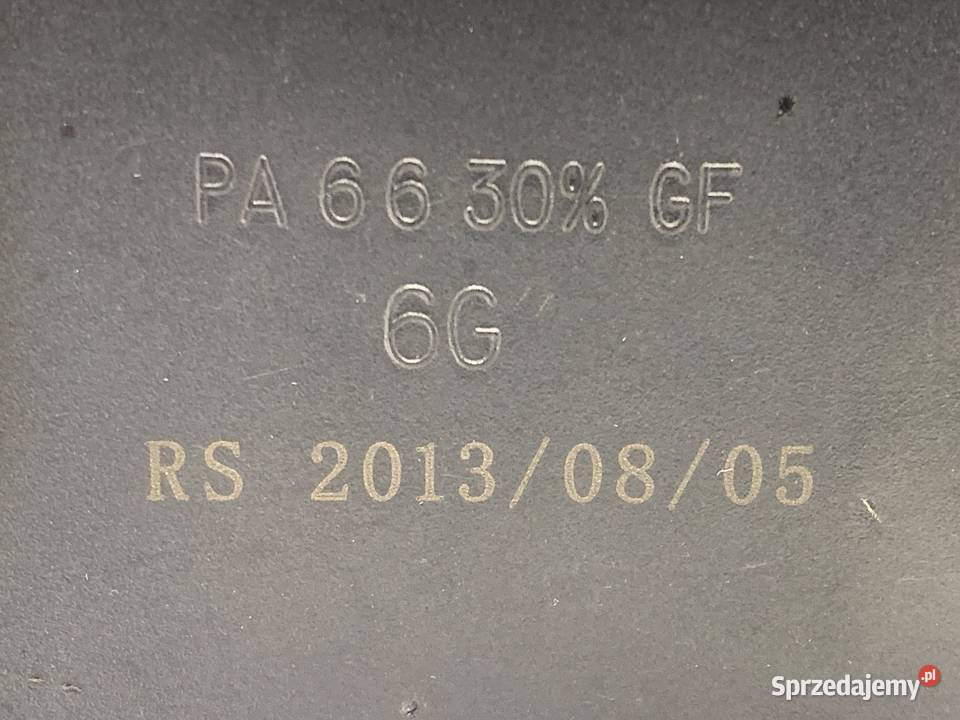 PA 66 30% GF
6G
RS 2013/08/05
Sprzedajemy.pl